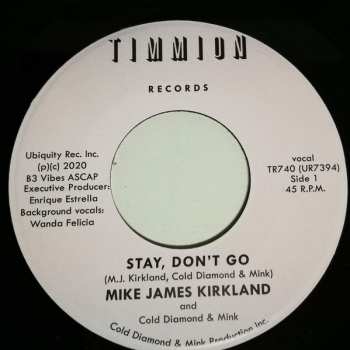 TIMMION
RECORDS
Ubiquity Rec. Inc.
(p)(c) 2020
B3 Vibes ASCAP
Executive Producer:
Enrique Estrella
Background vocals:
Wanda Felicia
vocal
TR740 (UR7394)
Side 1
45 R.P.M.
STAY, DON'T GO
(M.J. Kirkland, Cold Diamond & Mink)
MIKE JAMES KIRKLAND
and
Cold Diamond & Mink
Cold Diamond & Mink Production Inc.